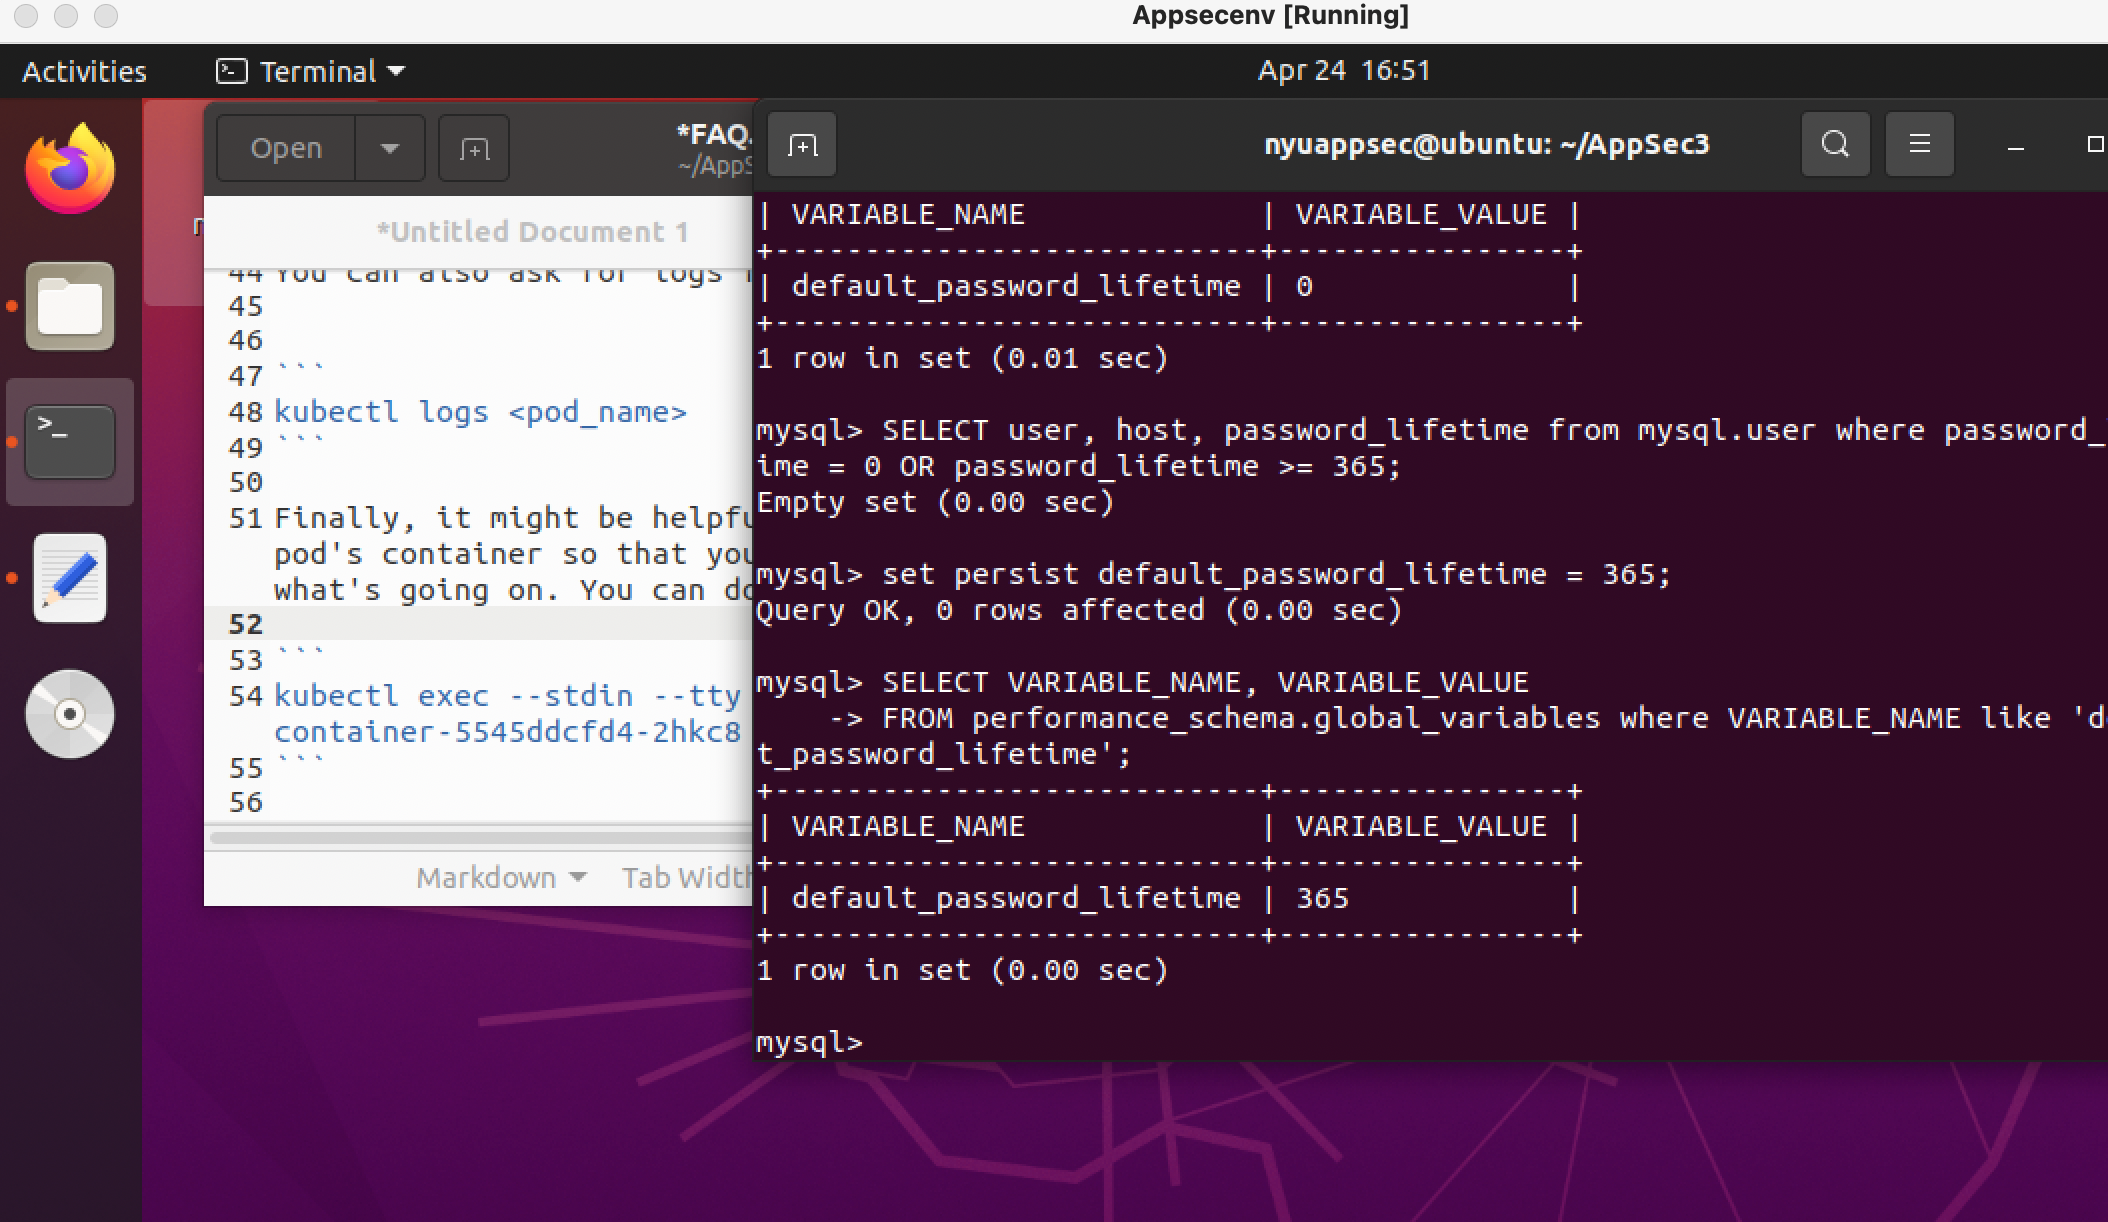 Appsecenv [Running]
Activities
Terminal
Apr 24 16:51
Open
*FAQ.
~/AppS
*Untitled Document 1
44 You can also ask for logs
45
46
47 ```
48 kubectl logs <pod_name>
49 ```
50
51 Finally, it might be helpfu
pod's container so that you
what's going on. You can do
52
53 ```
54 kubectl exec --stdin --tty
container-5545ddcfd4-2hkc8
55 ```
56
Markdown
Tab Width
nyuappsec@ubuntu: ~/AppSec3
| VARIABLE_NAME             | VARIABLE_VALUE |
+---------------------------+----------------+
| default_password_lifetime | 0              |
+---------------------------+----------------+
1 row in set (0.01 sec)
mysql> SELECT user, host, password_lifetime from mysql.user where password_
ime = 0 OR password_lifetime >= 365;
Empty set (0.00 sec)
mysql> set persist default_password_lifetime = 365;
Query OK, 0 rows affected (0.00 sec)
mysql> SELECT VARIABLE_NAME, VARIABLE_VALUE
    -> FROM performance_schema.global_variables where VARIABLE_NAME like 'de
t_password_lifetime';
+---------------------------+----------------+
| VARIABLE_NAME             | VARIABLE_VALUE |
+---------------------------+----------------+
| default_password_lifetime | 365            |
+---------------------------+----------------+
1 row in set (0.00 sec)
mysql>